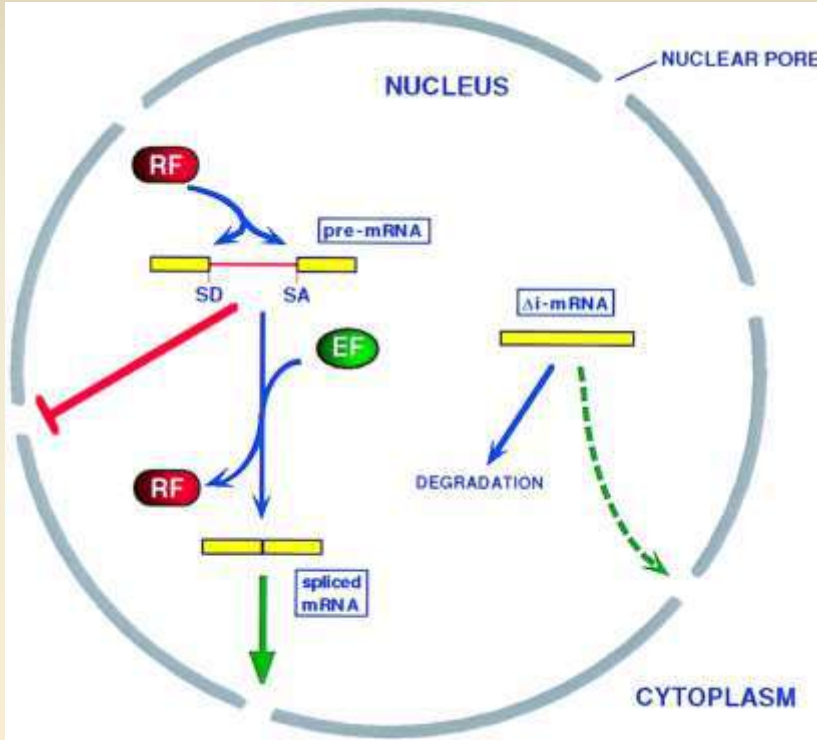 NUCLEAR PORE
NUCLEUS
RF
pre-mRNA
SD SA
Δi-mRNA
EF
RF
DEGRADATION
spliced
mRNA
CYTOPLASM